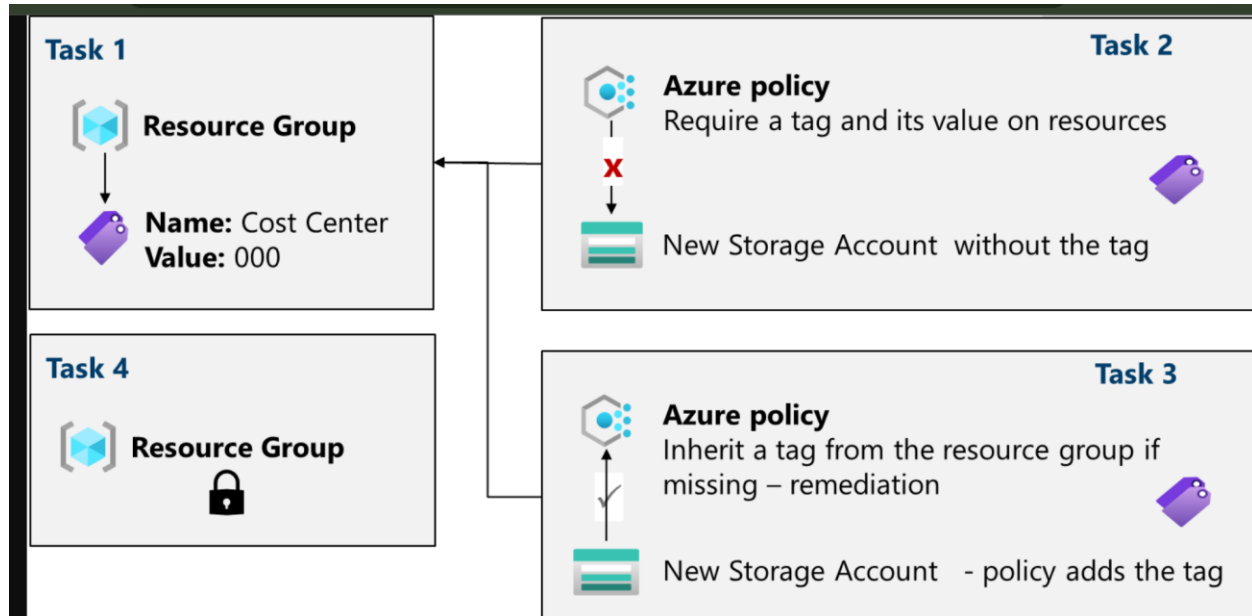 Task 1
Resource Group
Name: Cost Center
Value: 000
Task 2
Azure policy
Require a tag and its value on resources
x
New Storage Account without the tag
Task 4
Resource Group
Task 3
Azure policy
Inherit a tag from the resource group if
missing – remediation
New Storage Account - policy adds the tag